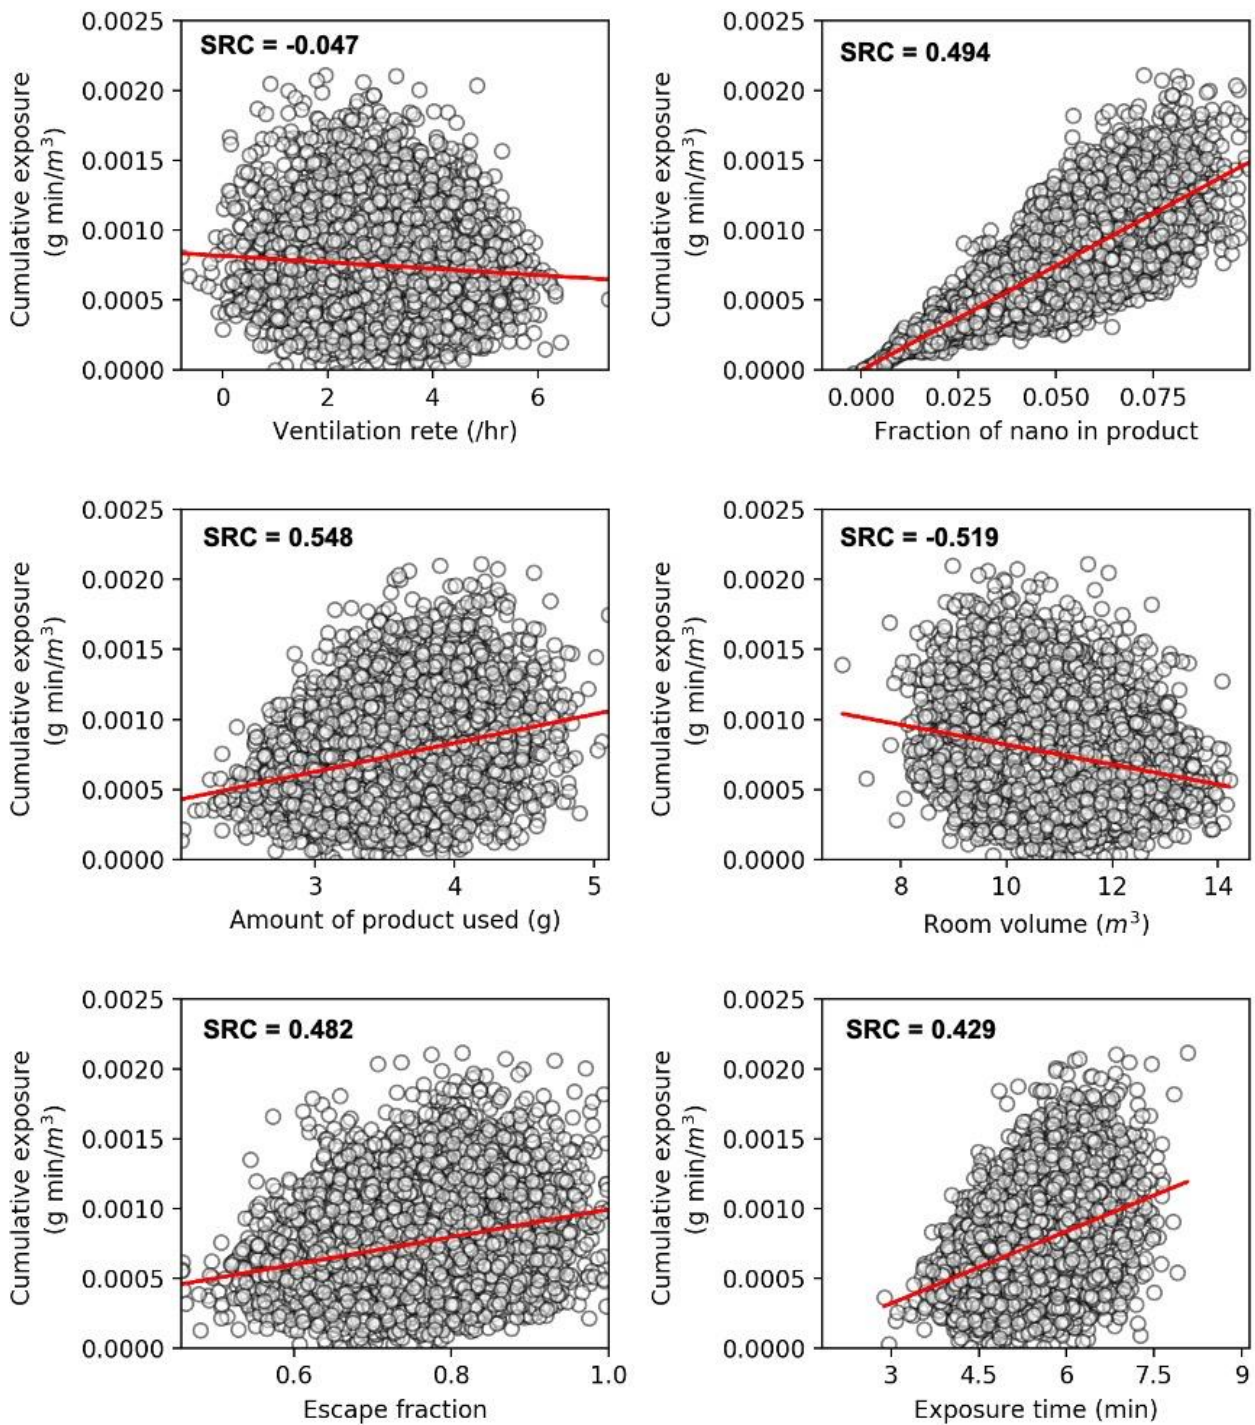 SRC = -0.047
Cumulative exposure
(g min/m³)
0.0025
0.0020
0.0015
0.0010
0.0005
0.0000
0 2 4 6
Ventilation rete (/hr)
SRC = 0.494
Cumulative exposure
(g min/m³)
0.0025
0.0020
0.0015
0.0010
0.0005
0.0000
0.000 0.025 0.050 0.075
Fraction of nano in product
SRC = 0.548
Cumulative exposure
(g min/m³)
0.0025
0.0020
0.0015
0.0010
0.0005
0.0000
3 4 5
Amount of product used (g)
SRC = -0.519
Cumulative exposure
(g min/m³)
0.0025
0.0020
0.0015
0.0010
0.0005
0.0000
8 10 12 14
Room volume (m³)
SRC = 0.482
Cumulative exposure
(g min/m³)
0.0025
0.0020
0.0015
0.0010
0.0005
0.0000
0.6 0.8 1.0
Escape fraction
SRC = 0.429
Cumulative exposure
(g min/m³)
0.0025
0.0020
0.0015
0.0010
0.0005
0.0000
3 4.5 6 7.5 9
Exposure time (min)